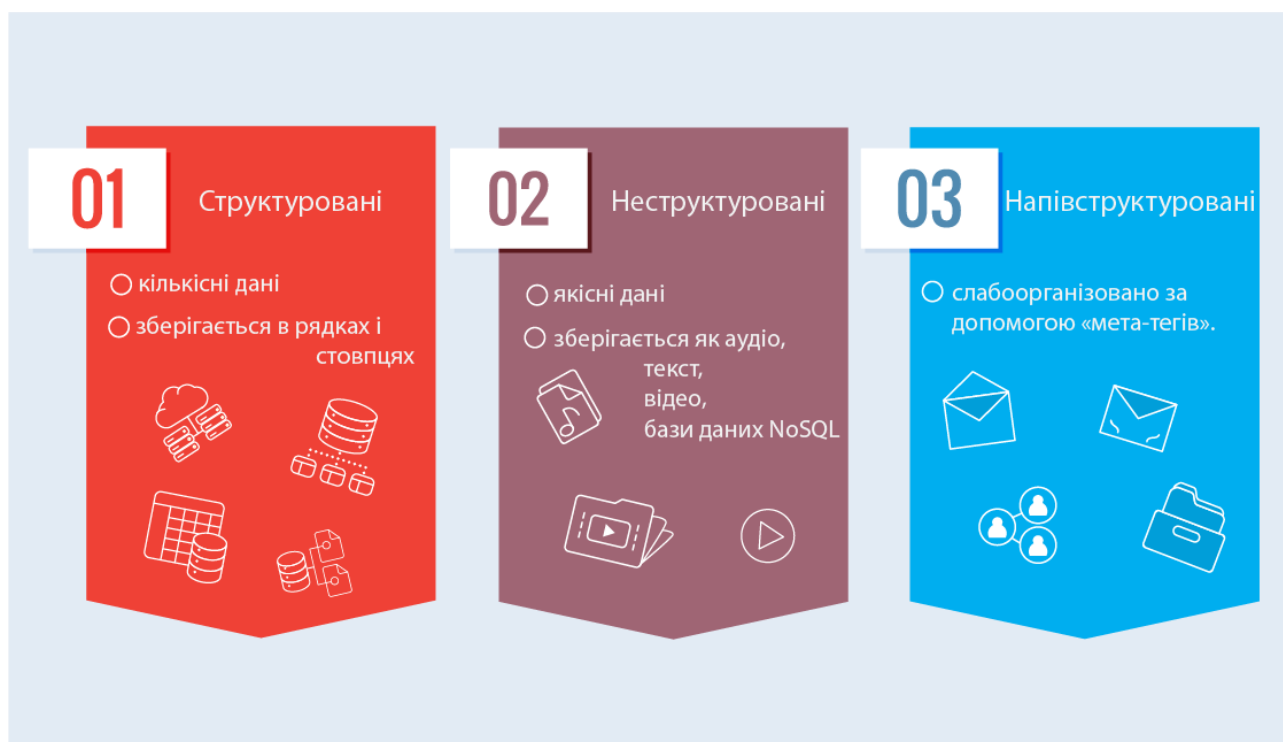 01
Структуровані
кількісні дані
зберігається в рядках і
стовпцях
02
Неструктуровані
якісні дані
зберігається як аудіо,
текст,
відео,
бази даних NoSQL
03
Напівструктуровані
слабоорганізовано за
допомогою «мета-тегів».